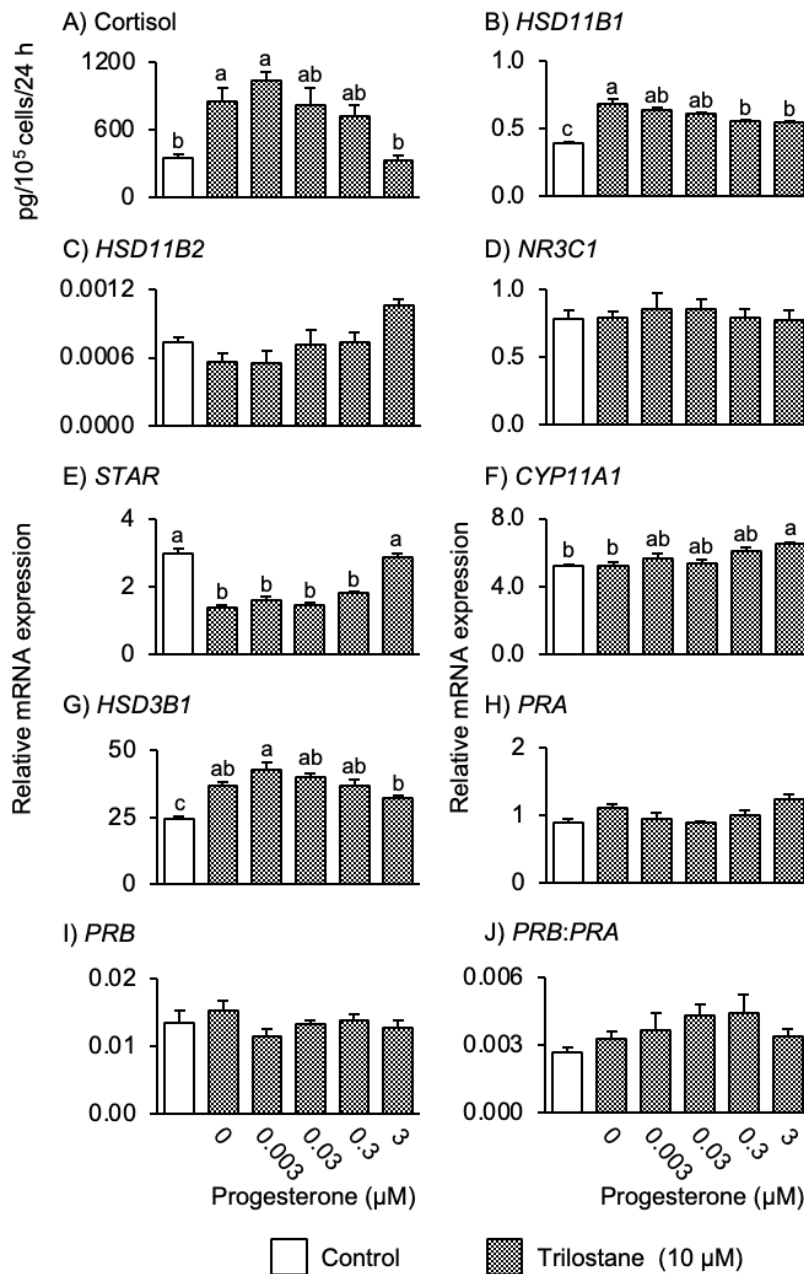 A) Cortisol
pg/10⁵ cells/24 h
1200
600
0
b
a
a
ab
ab
b
B) HSD11B1
1.0
0.5
0.0
c
a
ab
ab
b
b
C) HSD11B2
0.0012
0.0006
0.0000
D) NR3C1
1.0
0.5
0.0
E) STAR
4
2
0
a
b
b
b
b
a
F) CYP11A1
8.0
4.0
0.0
b
b
ab
ab
ab
a
Relative mRNA expression
Relative mRNA expression
G) HSD3B1
50
25
0
c
ab
a
ab
ab
b
H) PRA
2
1
0
I) PRB
0.02
0.01
0.00
0
0.003
0.03
0.3
3
Progesterone (µM)
J) PRB:PRA
0.006
0.003
0.000
0
0.003
0.03
0.3
3
Progesterone (µM)
Control
Trilostane (10 µM)